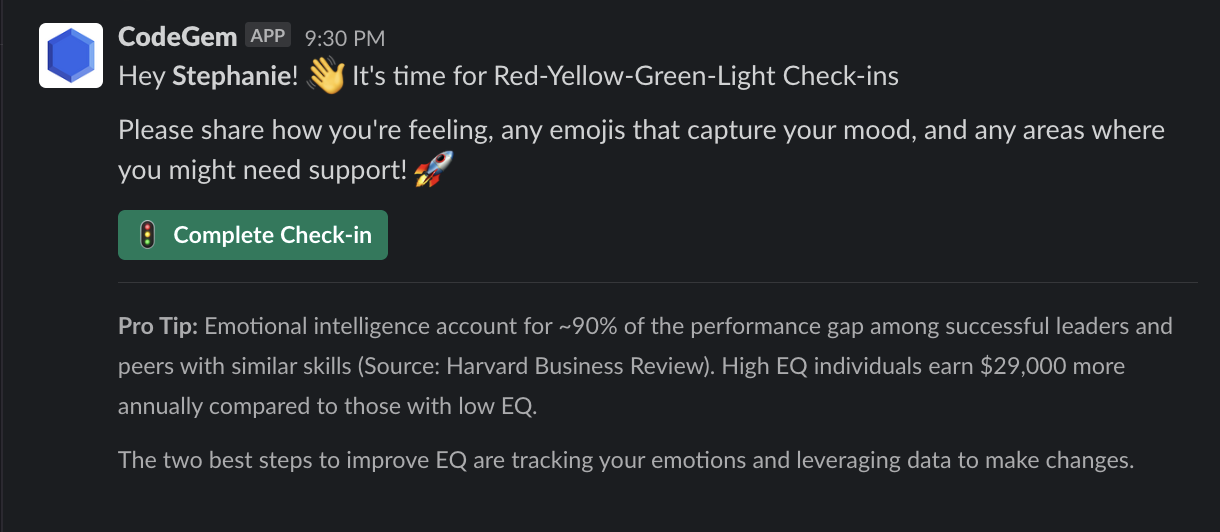 CodeGem APP 9:30 PM
Hey Stephanie! 👋 It's time for Red-Yellow-Green-Light Check-ins
Please share how you're feeling, any emojis that capture your mood, and any areas where
you might need support! 🚀
🚦 Complete Check-in
Pro Tip: Emotional intelligence account for ~90% of the performance gap among successful leaders and
peers with similar skills (Source: Harvard Business Review). High EQ individuals earn $29,000 more
annually compared to those with low EQ.
The two best steps to improve EQ are tracking your emotions and leveraging data to make changes.